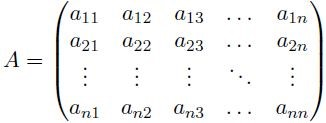 a₁₁ a₁₂ a₁₃ … a₁ₙ
a₂₁ a₂₂ a₂₃ … a₂ₙ
A = ⋮ ⋮ ⋮ ⋱ ⋮
aₙ₁ aₙ₂ aₙ₃ … aₙₙ